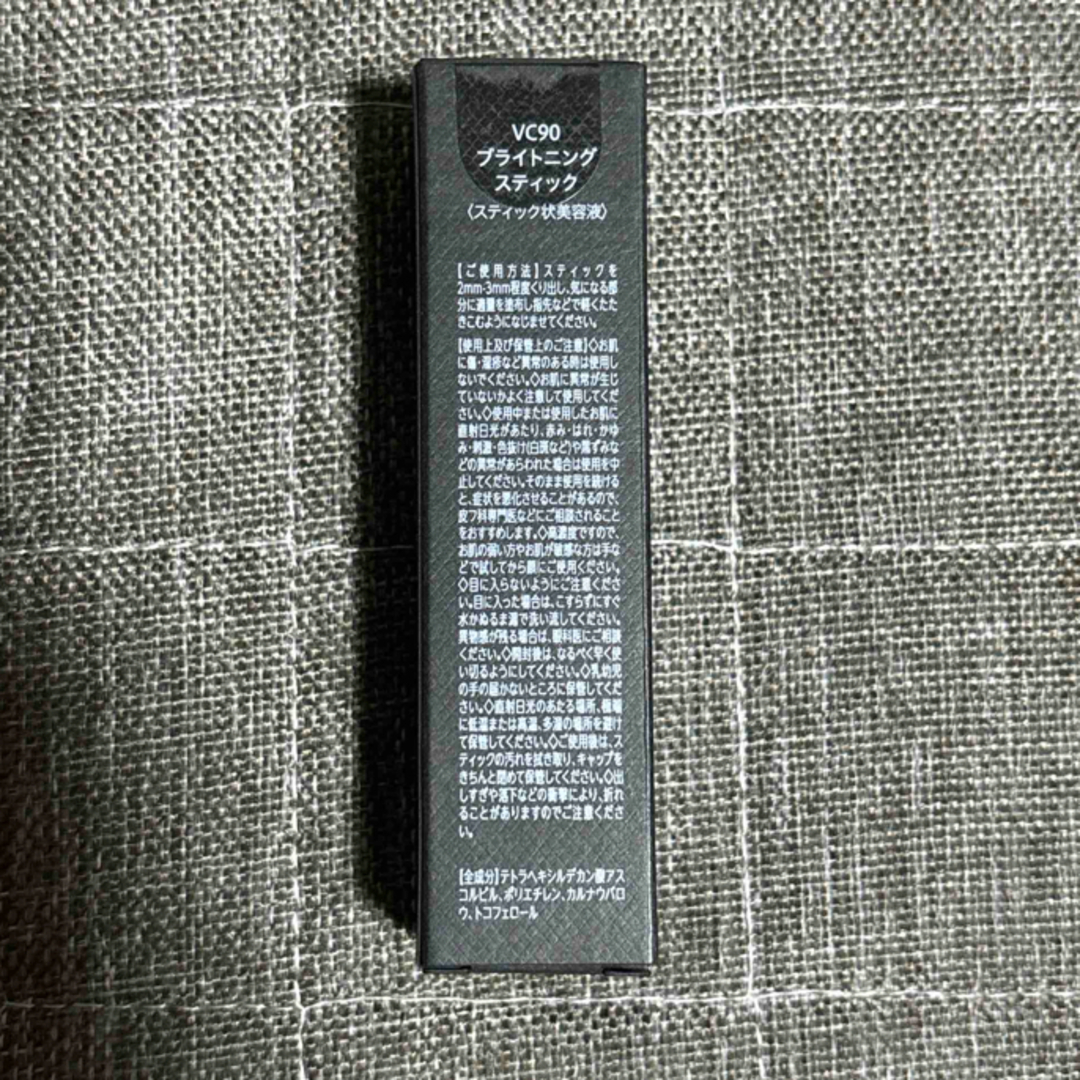 VC90
ブライトニング
スティック
〈スティック状美容液〉
【ご使用方法】スティックを
2mm-3mm程度くり出し、気になる部
分に適量を塗布し指先などで軽くたた
きこむようになじませてください。
【使用上及び保管上のご注意】◇お肌
に傷・湿疹など異常のある時は使用し
ないでください。◇お肌に異常が生じ
ていないかよく注意して使用してくだ
さい。◇使用中または使用したお肌に
直射日光があたり、赤み・はれ・かゆ
み・刺激・色抜け(白斑など)や黒ずみな
どの異常があらわれた場合は使用を中
止してください。そのまま使用を続ける
と、症状を悪化させることがあるので、
皮フ科専門医などにご相談されること
をおすすめします。◇高濃度ですので、
お肌の弱い方やお肌が敏感な方は手な
どで試してから顔にご使用ください。
◇目に入らないようにご注意くださ
い。目に入った場合は、こすらずにすぐ
水かぬるま湯で洗い流してください。
異物感が残る場合は、眼科医にご相談
ください。◇開封後は、なるべく早く使
い切るようにしてください。◇乳幼児
の手の届かないところに保管してくだ
さい。◇直射日光のあたる場所、極端
に低温または高温、多湿の場所を避け
て保管してください。◇ご使用後は、ス
ティックの汚れを拭き取り、キャップを
きちんと閉めて保管してください。◇出
しすぎや落下などの衝撃により、折れ
ることがありますのでご注意くださ
い。
【全成分】テトラヘキシルデカン酸アス
コルビル、ポリエチレン、カルナウバロ
ウ、トコフェロール